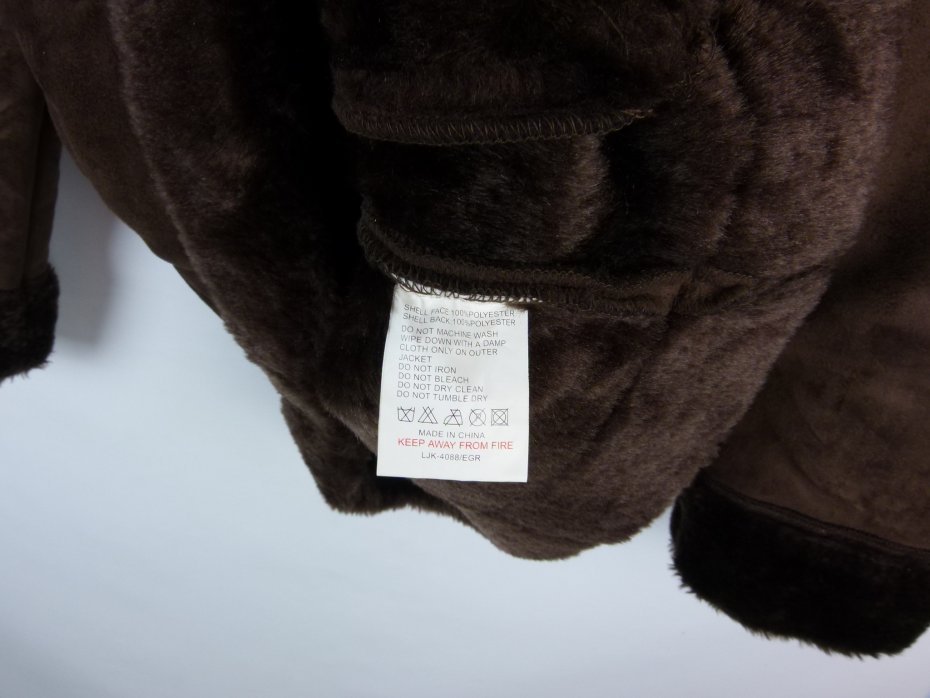 SHELL FACE:100%POLYESTER
SHELL BACK:100%POLYESTER
DO NOT MACHINE WASH
WIPE DOWN WITH A DAMP
CLOTH ONLY ON OUTER
JACKET
DO NOT IRON
DO NOT BLEACH
DO NOT DRY CLEAN
DO NOT TUMBLE DRY
MADE IN CHINA
KEEP AWAY FROM FIRE
LJK-4088/EGR